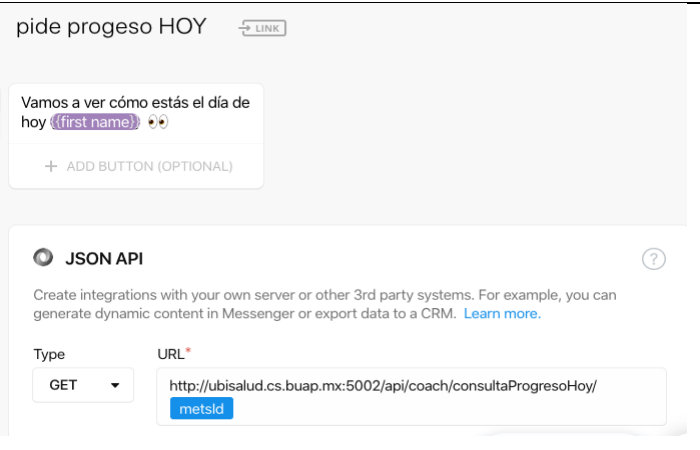 pide progeso HOY
LINK
Vamos a ver cómo estás el día de
hoy {{first name}} 👀
+ ADD BUTTON (OPTIONAL)
JSON API
?
Create integrations with your own server or other 3rd party systems. For example, you can
generate dynamic content in Messenger or export data to a CRM. Learn more.
Type
URL*
GET
http://ubisalud.cs.buap.mx:5002/api/coach/consultaProgresoHoy/
metsId